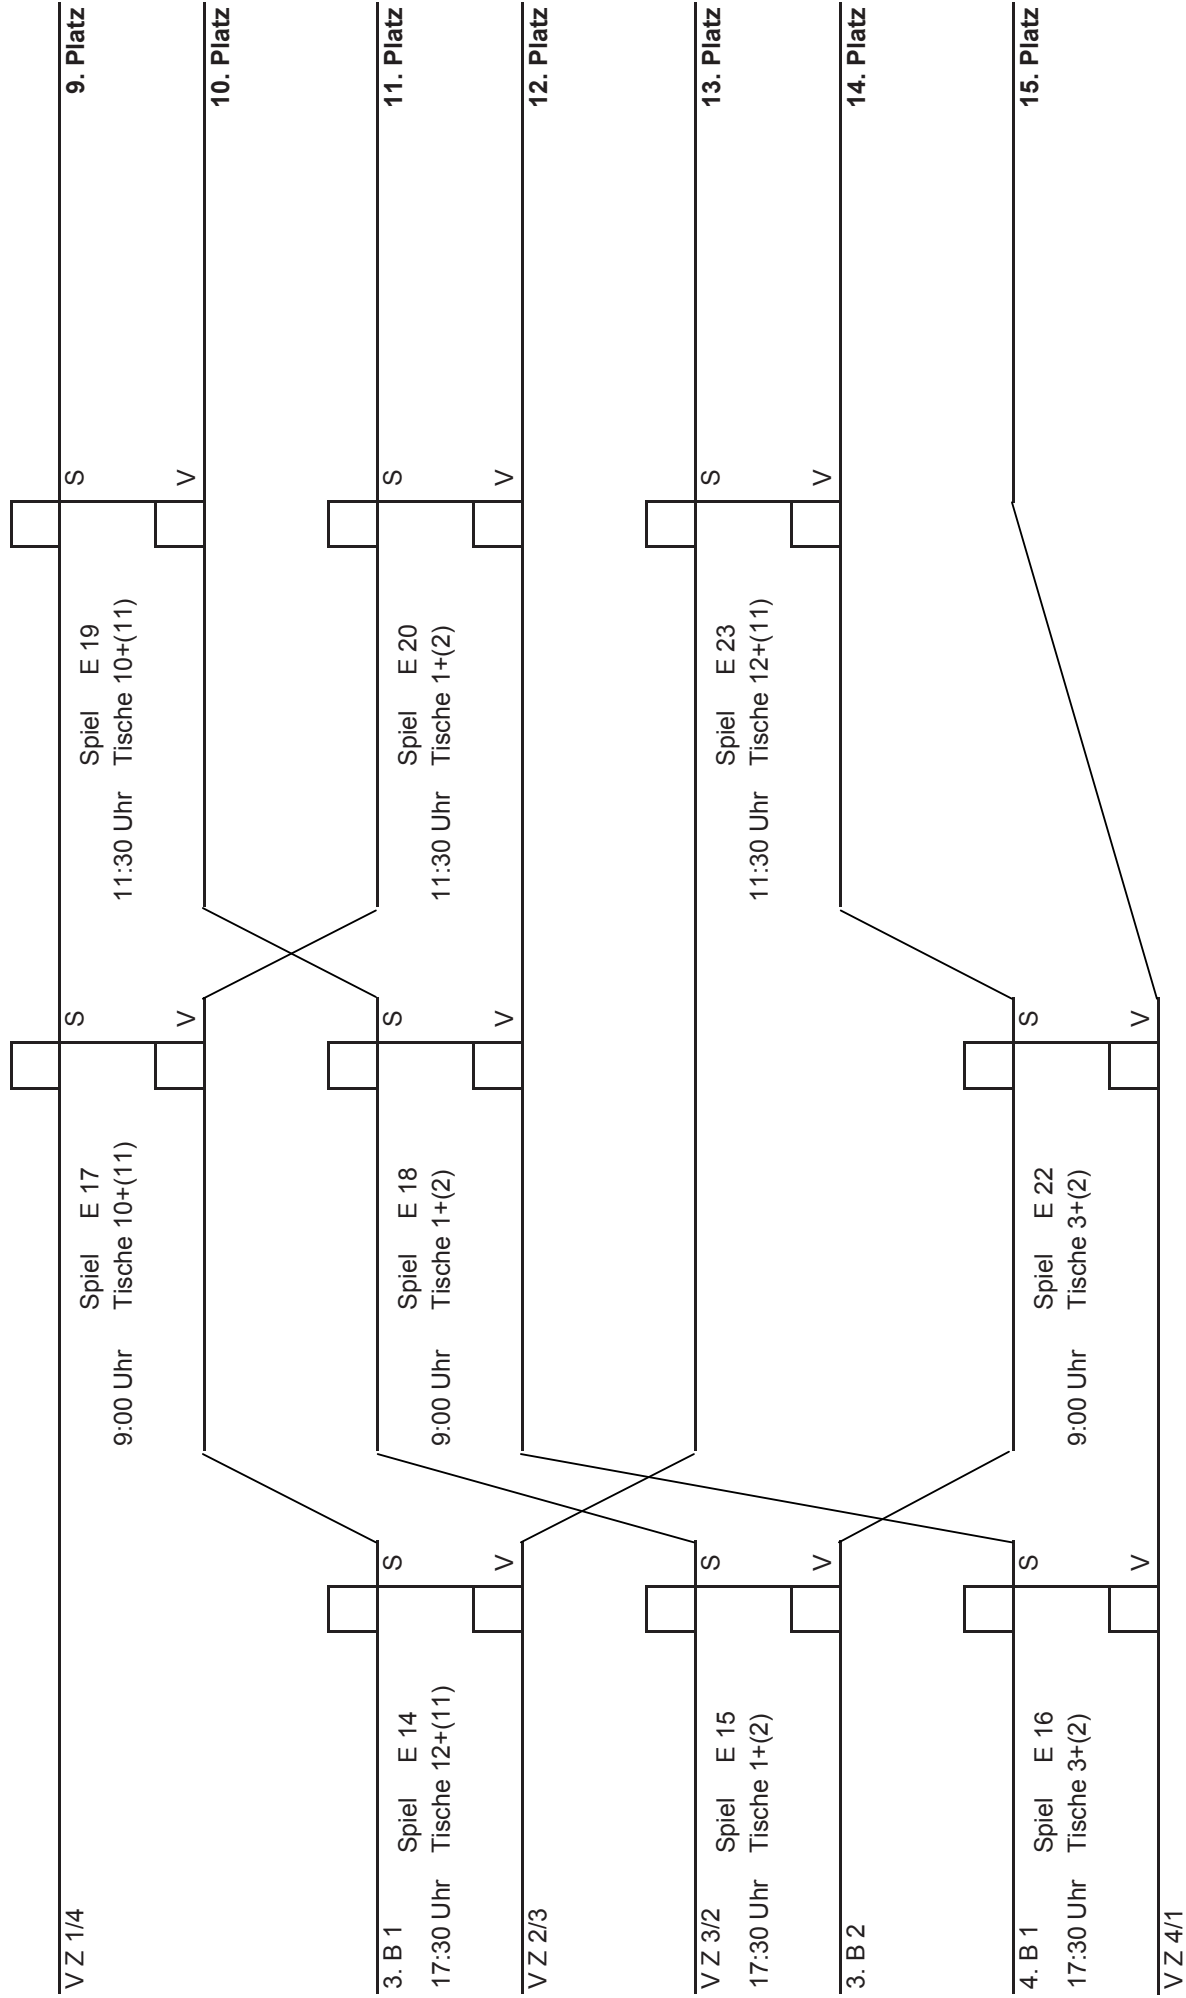 V Z 1/4
Spiel E 17
9:00 Uhr Tische 10+(11)
S
V
Spiel E 19
11:30 Uhr Tische 10+(11)
S
V
9. Platz
10. Platz
3. B 1
Spiel E 14
17:30 Uhr Tische 12+(11)
V Z 2/3
S
V
Spiel E 18
9:00 Uhr Tische 1+(2)
S
V
Spiel E 20
11:30 Uhr Tische 1+(2)
S
V
11. Platz
12. Platz
V Z 3/2
Spiel E 15
17:30 Uhr Tische 1+(2)
3. B 2
S
V
Spiel E 23
11:30 Uhr Tische 12+(11)
S
V
13. Platz
14. Platz
4. B 1
Spiel E 16
17:30 Uhr Tische 3+(2)
V Z 4/1
S
V
Spiel E 22
9:00 Uhr Tische 3+(2)
S
V
15. Platz